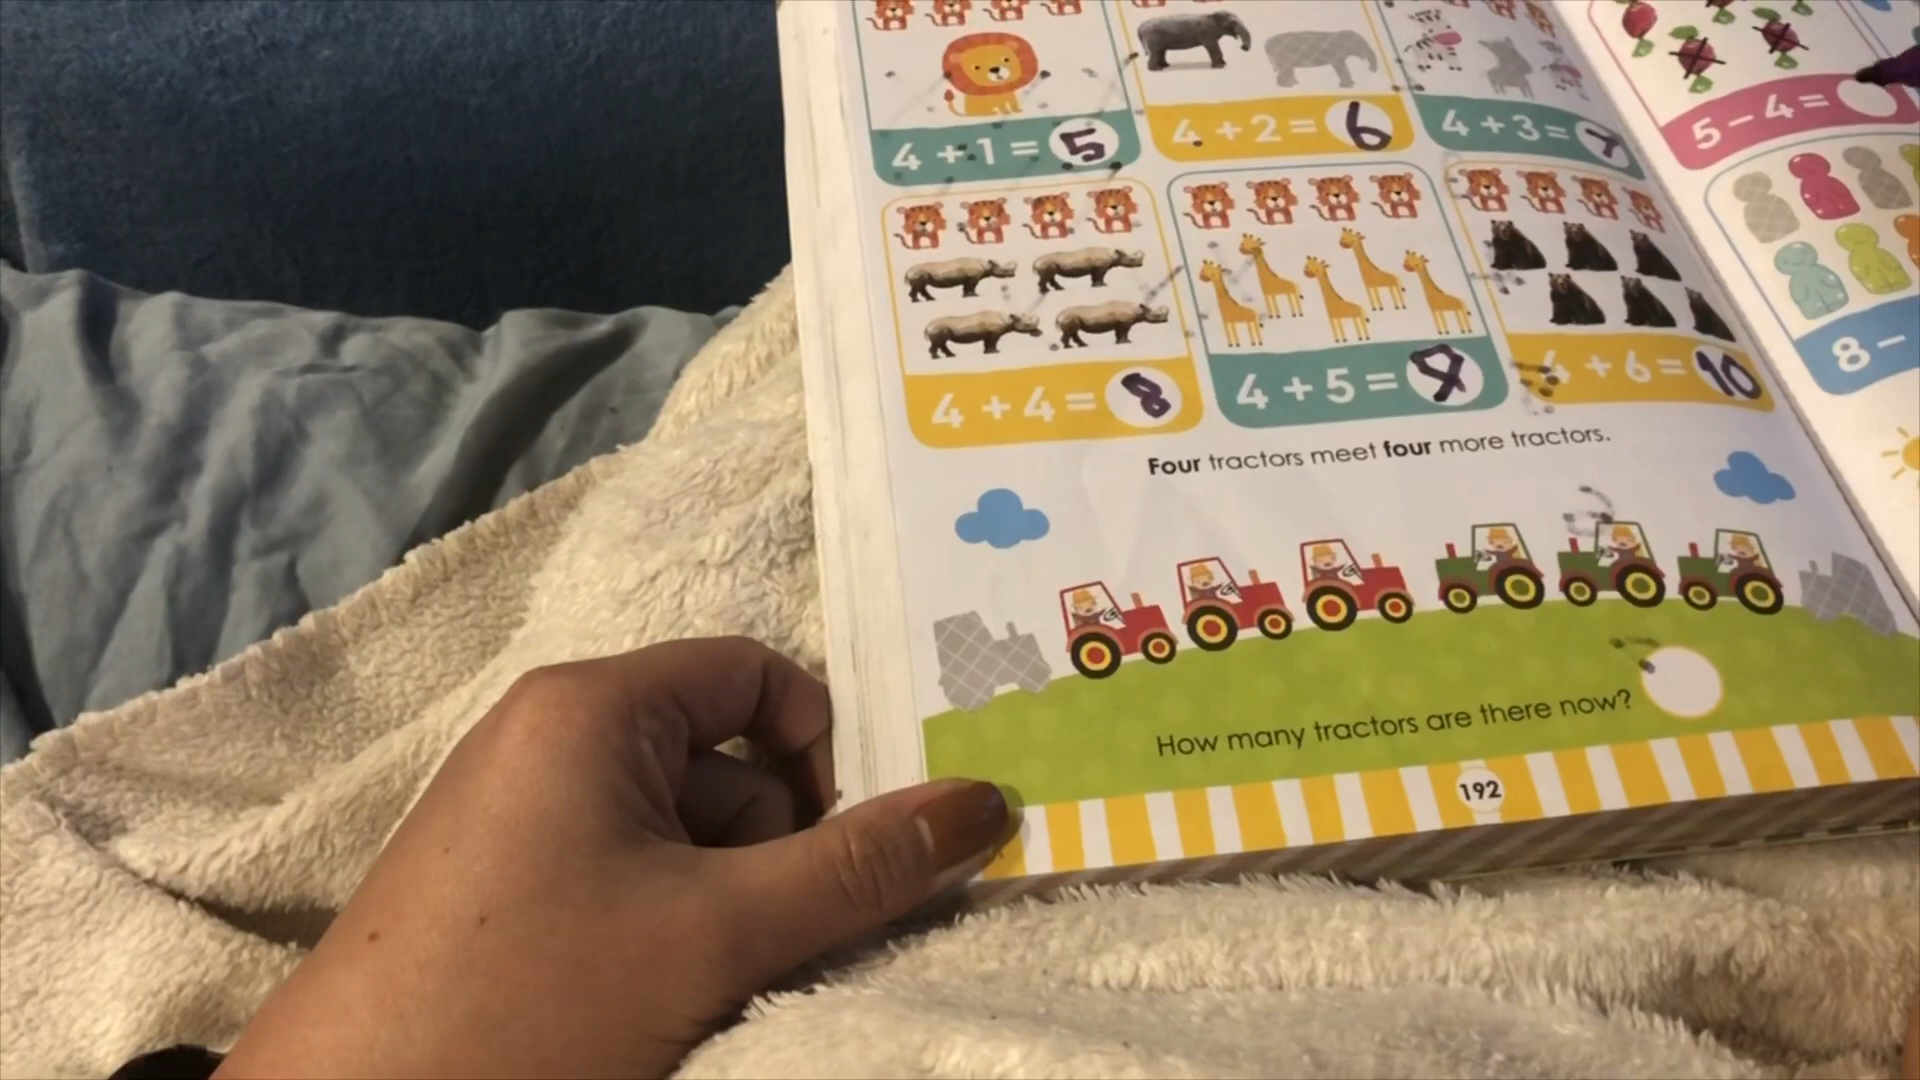 4 + 1 = 5
4 + 2 = 6
4 + 3 = 7
5 - 4 =
4 + 4 = 8
4 + 5 = 9
4 + 6 = 10
8 -
Four tractors meet four more tractors.
How many tractors are there now?
192